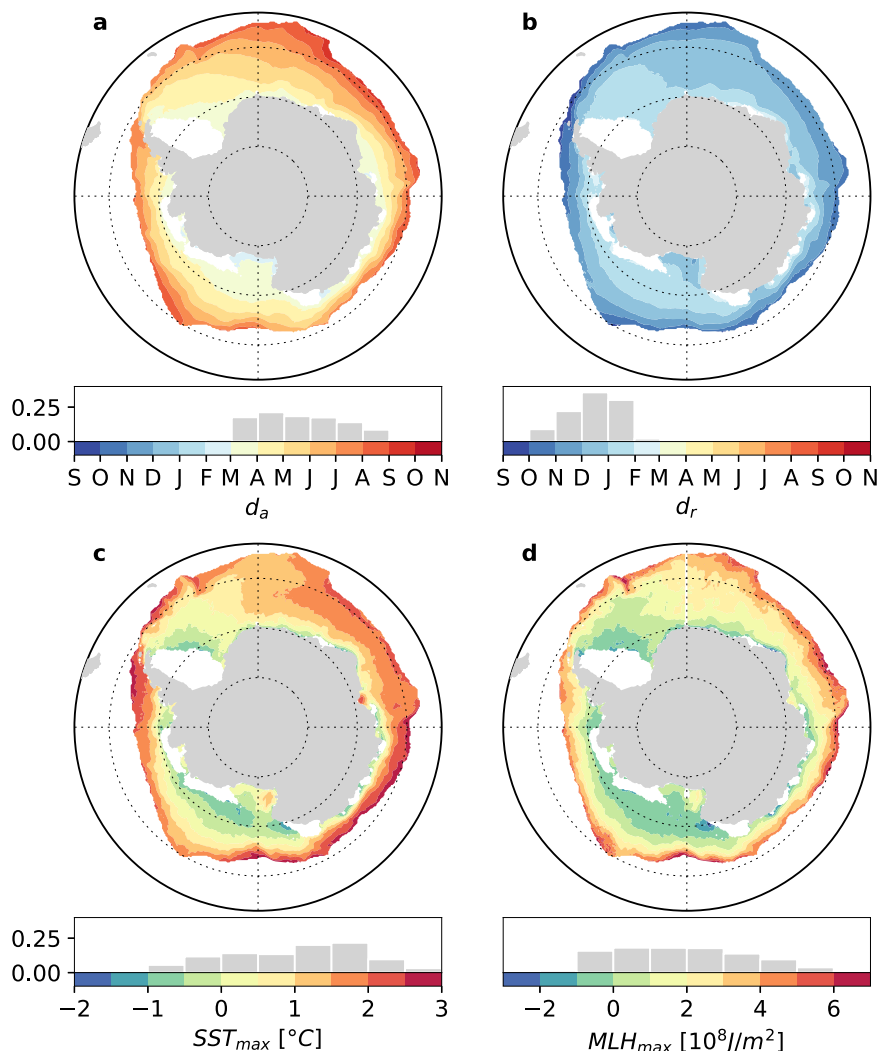 a b
0.25
0.00
S O N D J F M A M J J A S O N S O N D J F M A M J J A S O N
d_a d_r
c d
0.25
0.00
−2 −1 0 1 2 3 −2 0 2 4 6
SST_max [°C] MLH_max [10^8 J/m^2]